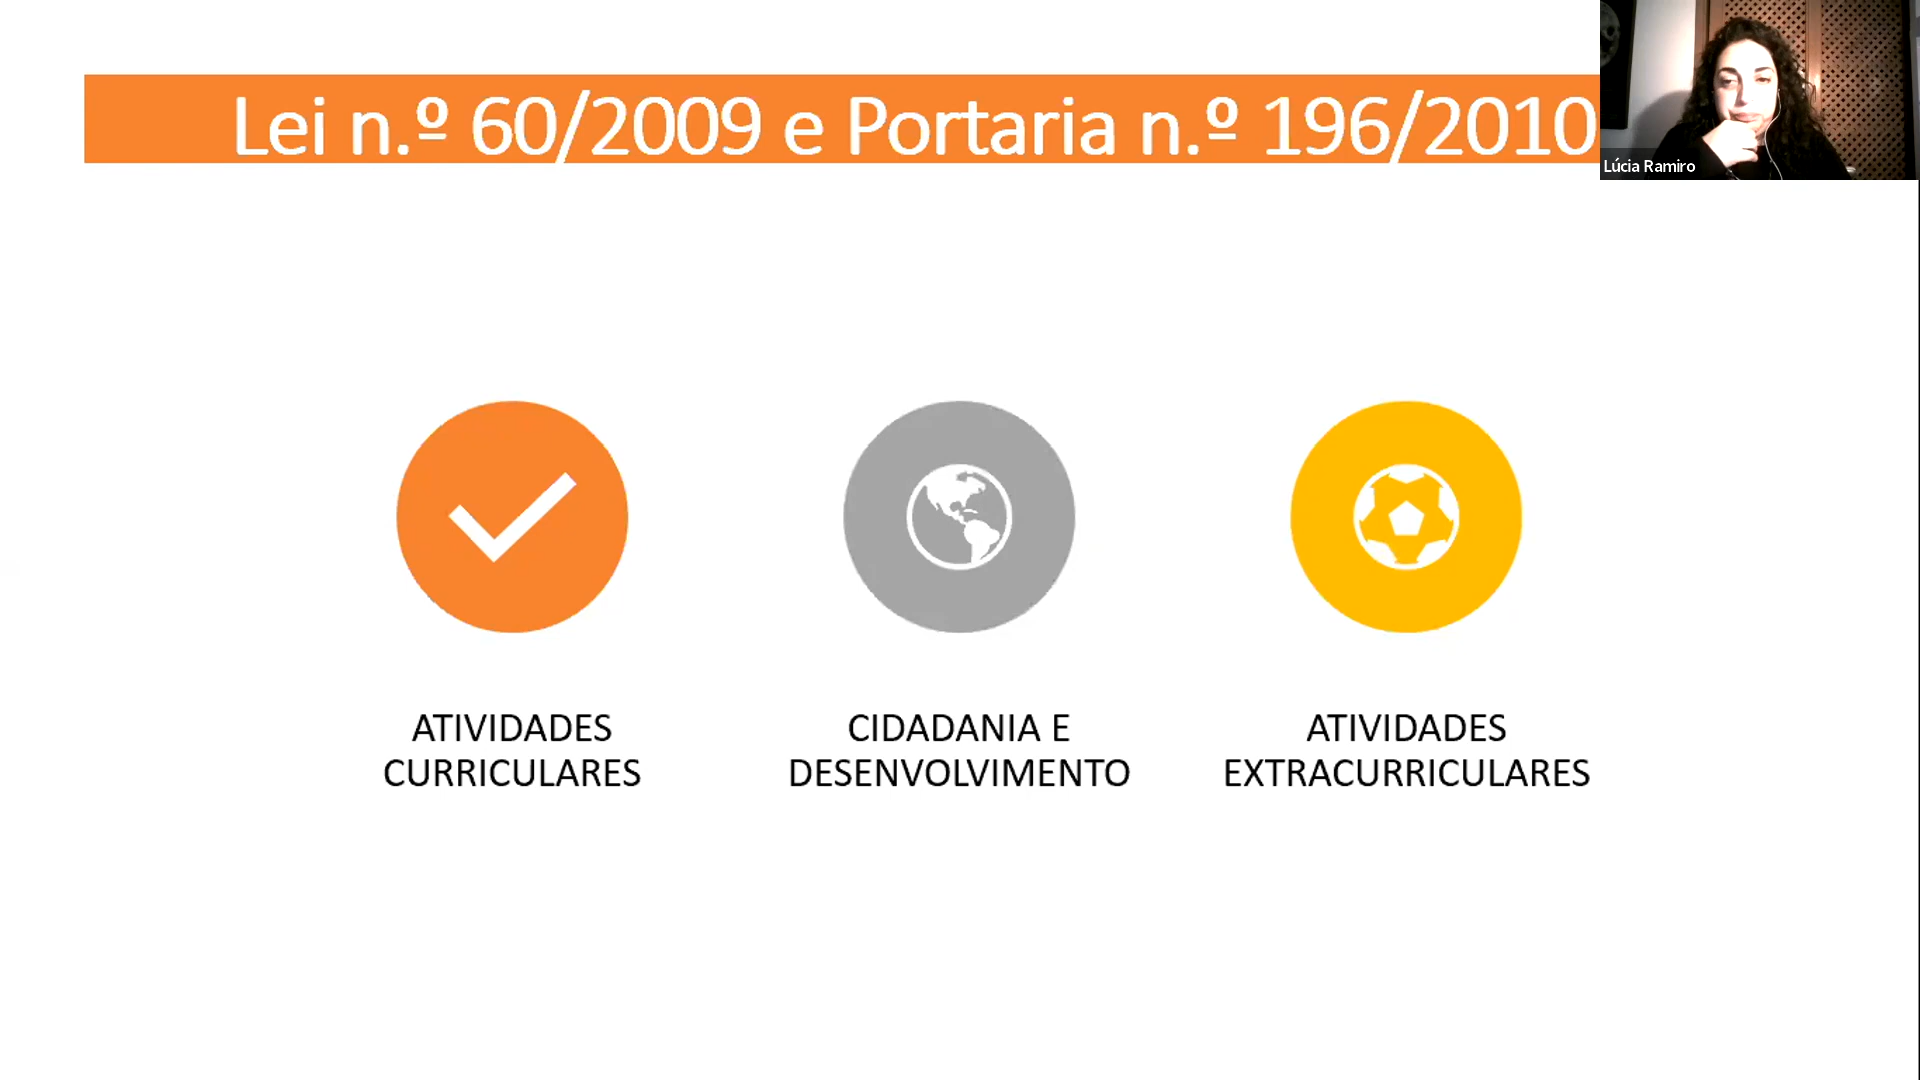 Lei n.º 60/2009 e Portaria n.º 196/2010
Lúcia Ramiro
ATIVIDADES
CURRICULARES
CIDADANIA E
DESENVOLVIMENTO
ATIVIDADES
EXTRACURRICULARES